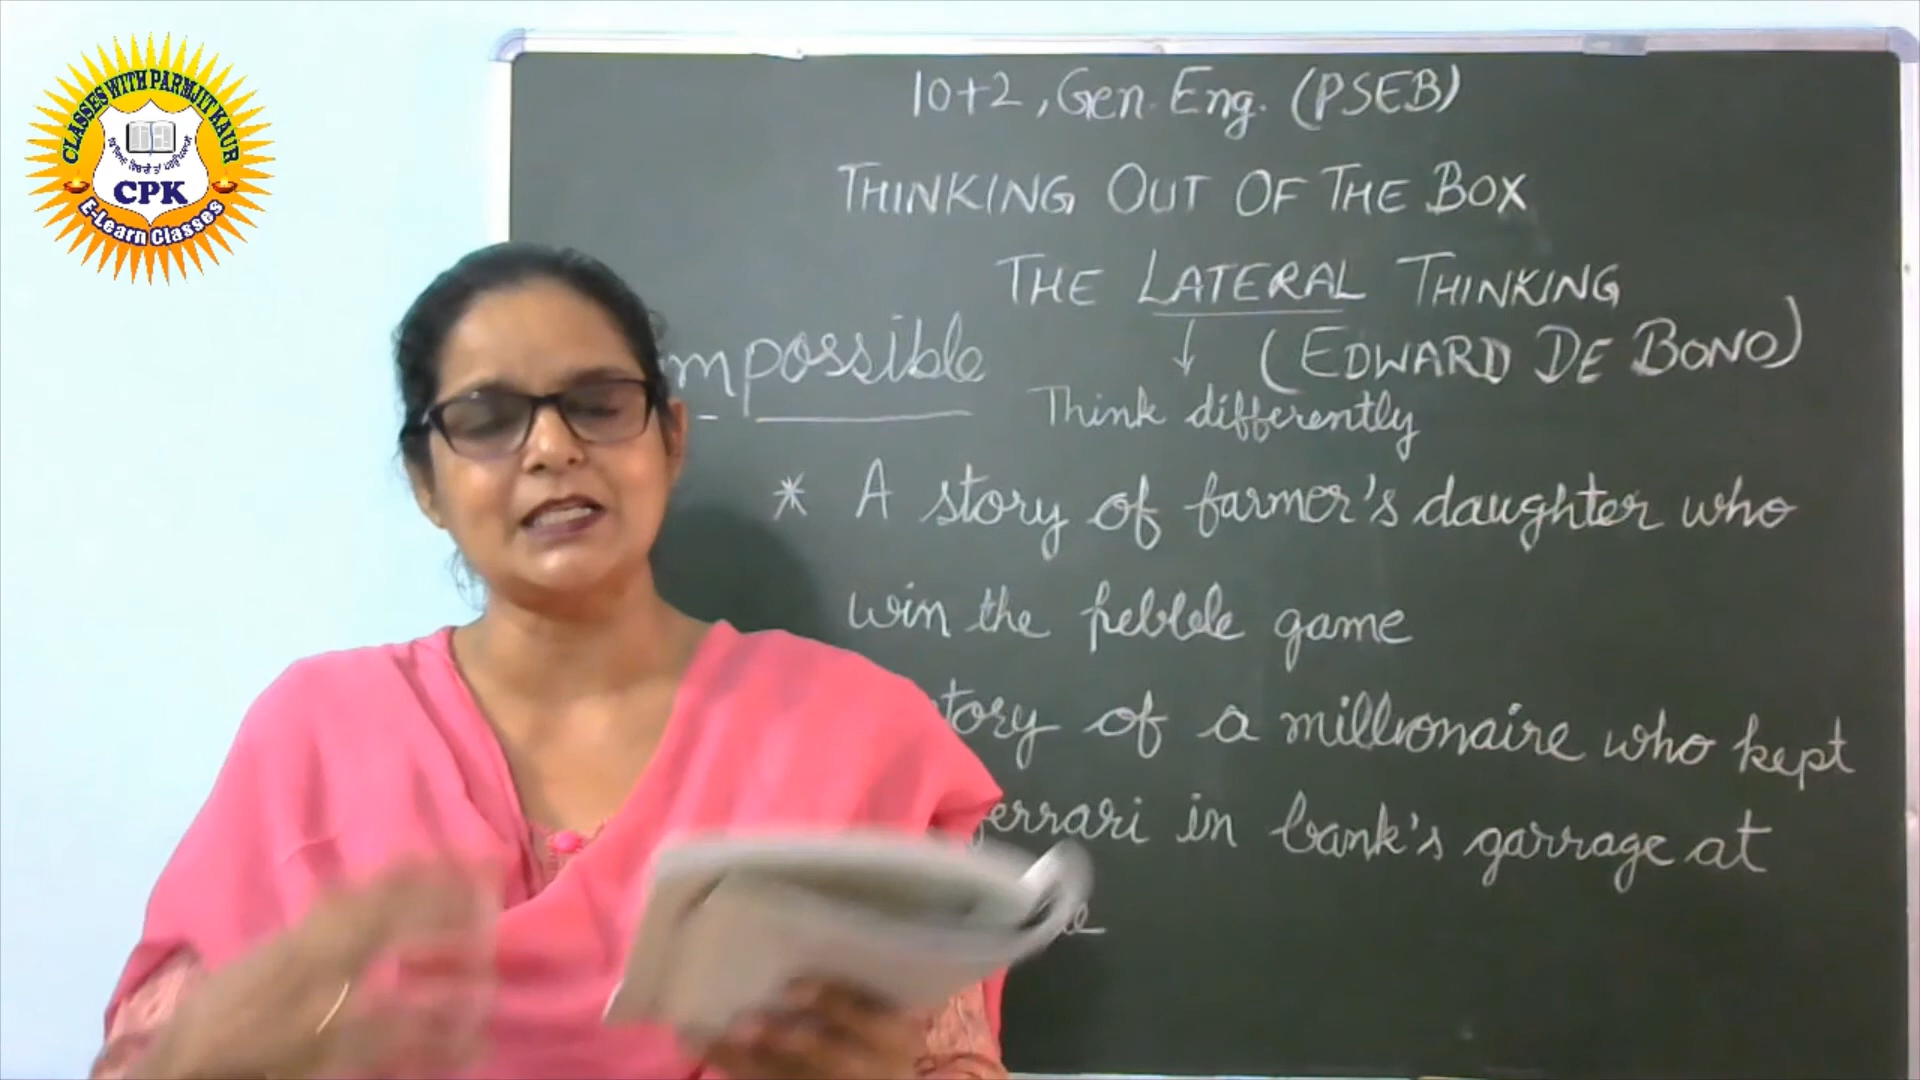 CLASSES WITH PARMJIT KAUR
CPK
E-Learn Classes
10+2, Gen. Eng. (PSEB)
THINKING OUT OF THE BOX
THE LATERAL THINKING
(EDWARD DE BONO)
mpossible
Think differently
* A story of farmer's daughter who
win the pebble game
tory of a millionaire who kept
ferrari in bank's garrage at